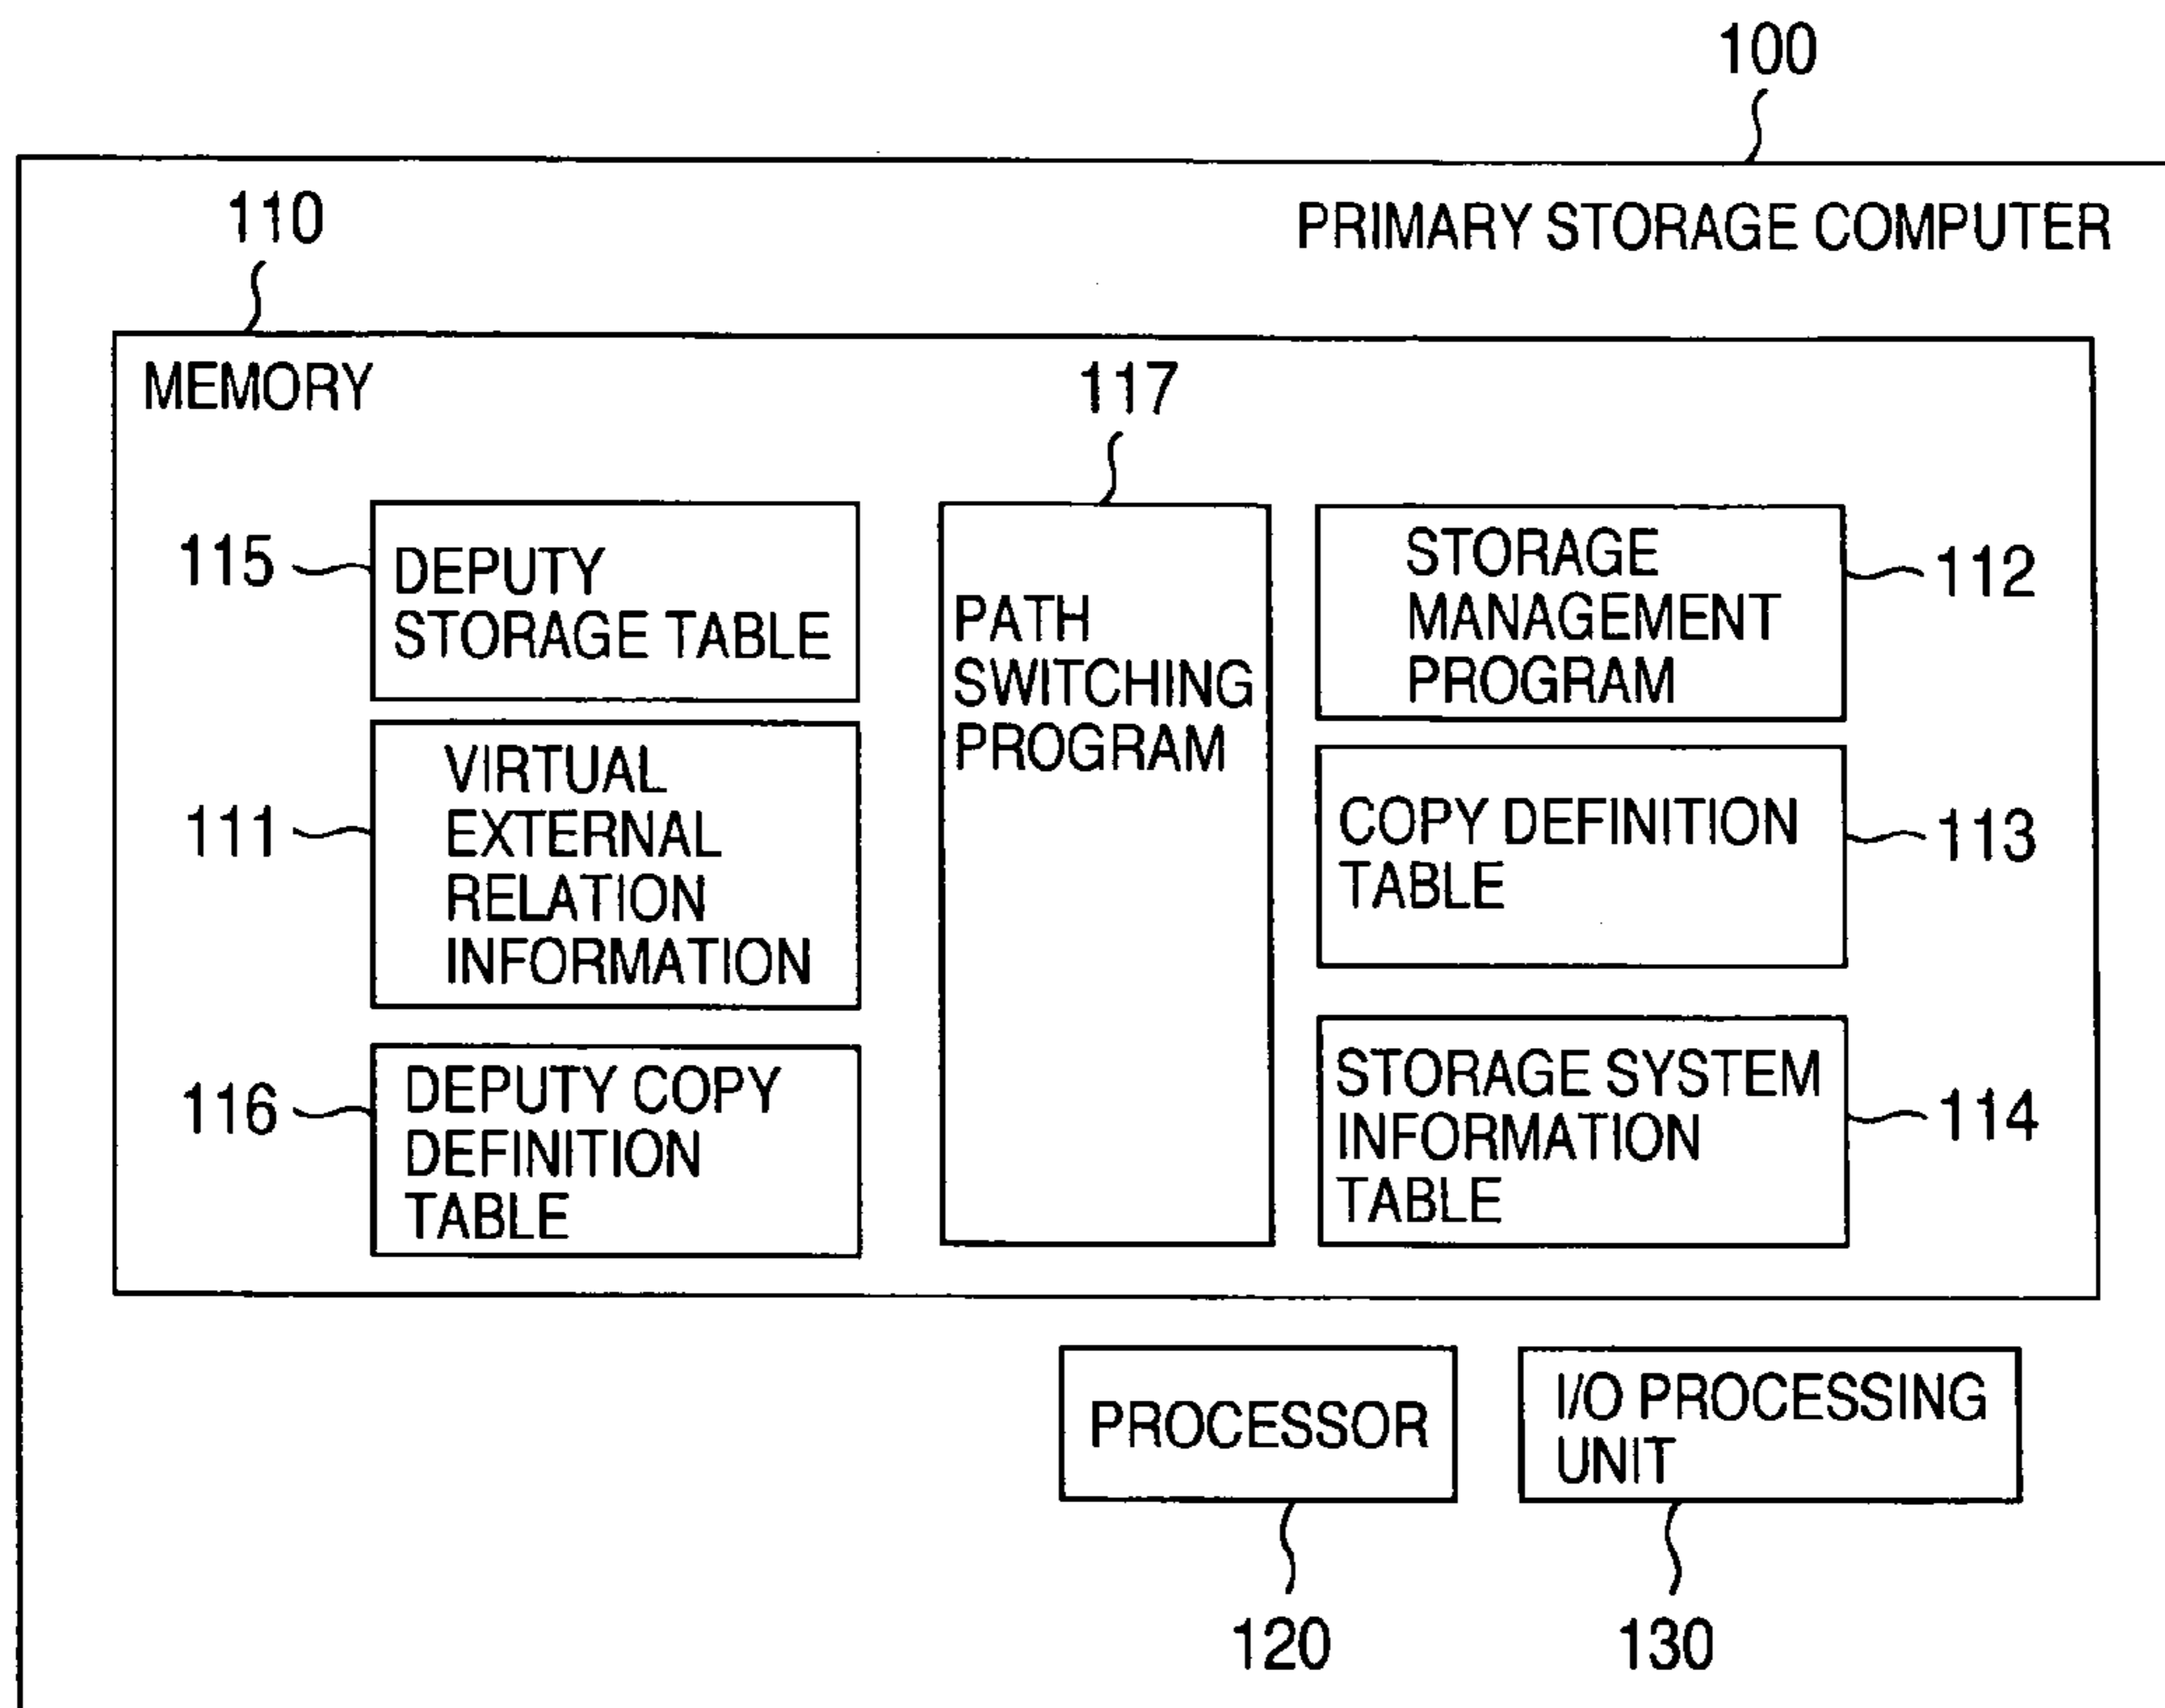 100
PRIMARY STORAGE COMPUTER
110
MEMORY
117
115
DEPUTY
STORAGE TABLE
111
VIRTUAL
EXTERNAL
RELATION
INFORMATION
116
DEPUTY COPY
DEFINITION
TABLE
PATH
SWITCHING
PROGRAM
STORAGE
MANAGEMENT
PROGRAM
112
COPY DEFINITION
TABLE
113
STORAGE SYSTEM
INFORMATION
TABLE
114
PROCESSOR
120
I/O PROCESSING
UNIT
130